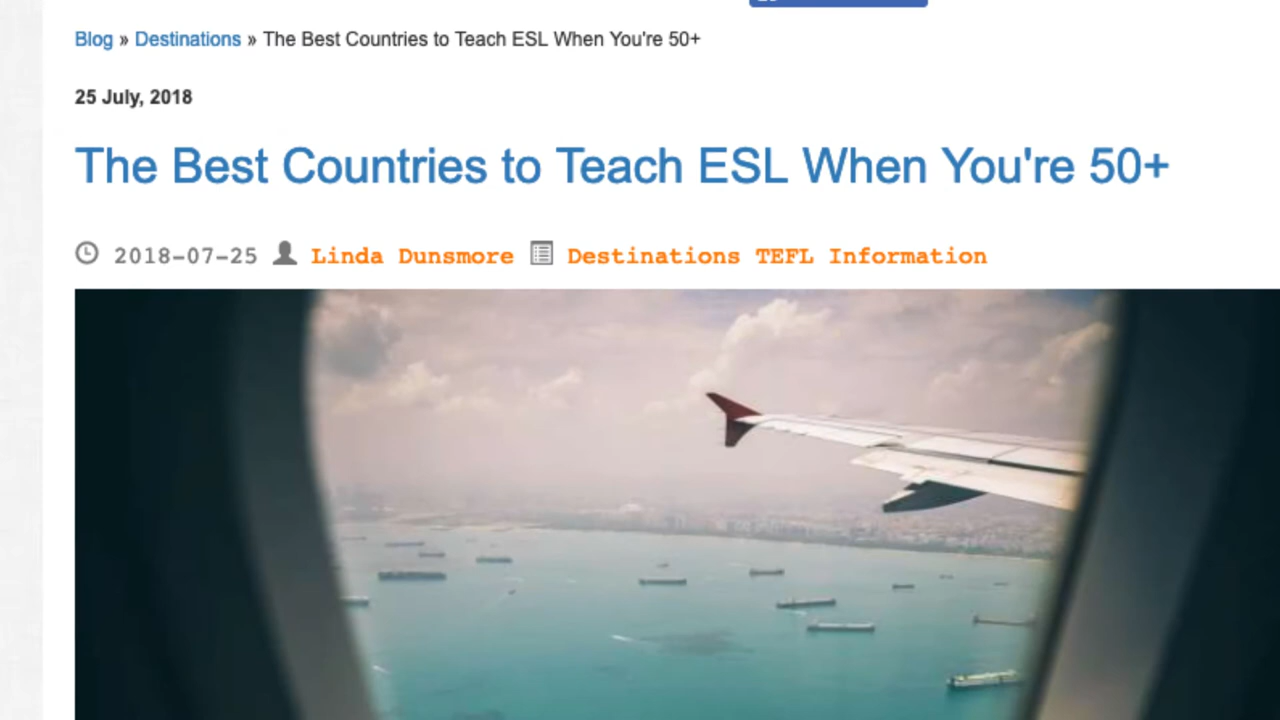 Blog » Destinations » The Best Countries to Teach ESL When You're 50+
25 July, 2018
The Best Countries to Teach ESL When You're 50+
2018-07-25 Linda Dunsmore Destinations TEFL Information